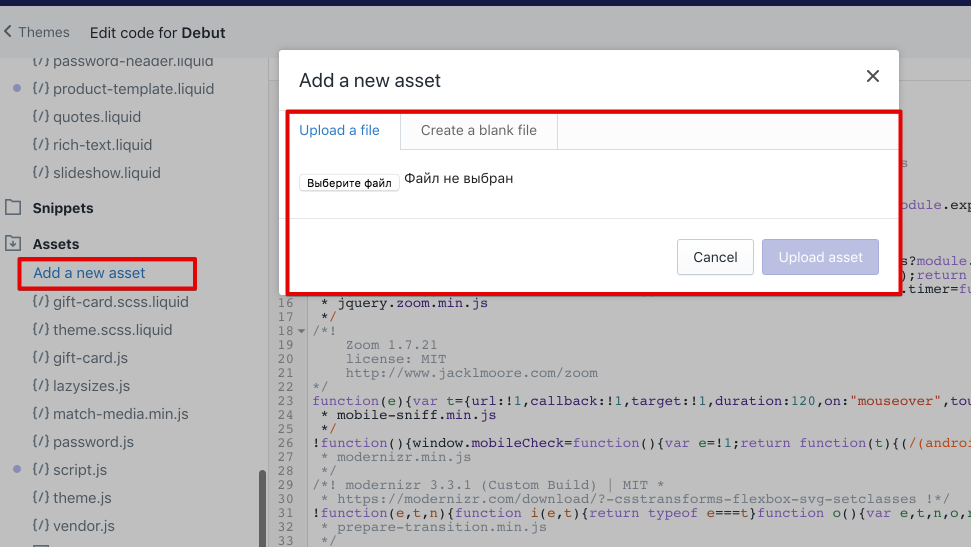 Themes Edit code for Debut
{/} password-header.liquid
{/} product-template.liquid
{/} quotes.liquid
{/} rich-text.liquid
{/} slideshow.liquid
Snippets
Assets
Add a new asset
{/} gift-card.scss.liquid
{/} theme.scss.liquid
{/} gift-card.js
{/} lazysizes.js
{/} match-media.min.js
{/} password.js
{/} script.js
{/} theme.js
{/} vendor.js
Add a new asset
Upload a file Create a blank file
Выберите файл Файл не выбран
Cancel Upload asset
s
odule.exp
s?module.
);return
.timer=fu
16 * jquery.zoom.min.js
17 */
18 /*!
19 Zoom 1.7.21
20 license: MIT
21 http://www.jacklmoore.com/zoom
22 */
23 function(e){var t={url:!1,callback:!1,target:!1,duration:120,on:"mouseover",tou
24 * mobile-sniff.min.js
25 */
26 !function(){window.mobileCheck=function(){var e=!1;return function(t){(/(androi
27 * modernizr.min.js
28 */
29 /*! modernizr 3.3.1 (Custom Build) | MIT *
30 * https://modernizr.com/download/?-csstransforms-flexbox-svg-setclasses !*/
31 !function(e,t,n){function i(e,t){return typeof e===t}function o(){var e,t,n,o,r
32 * prepare-transition.min.js
33 */